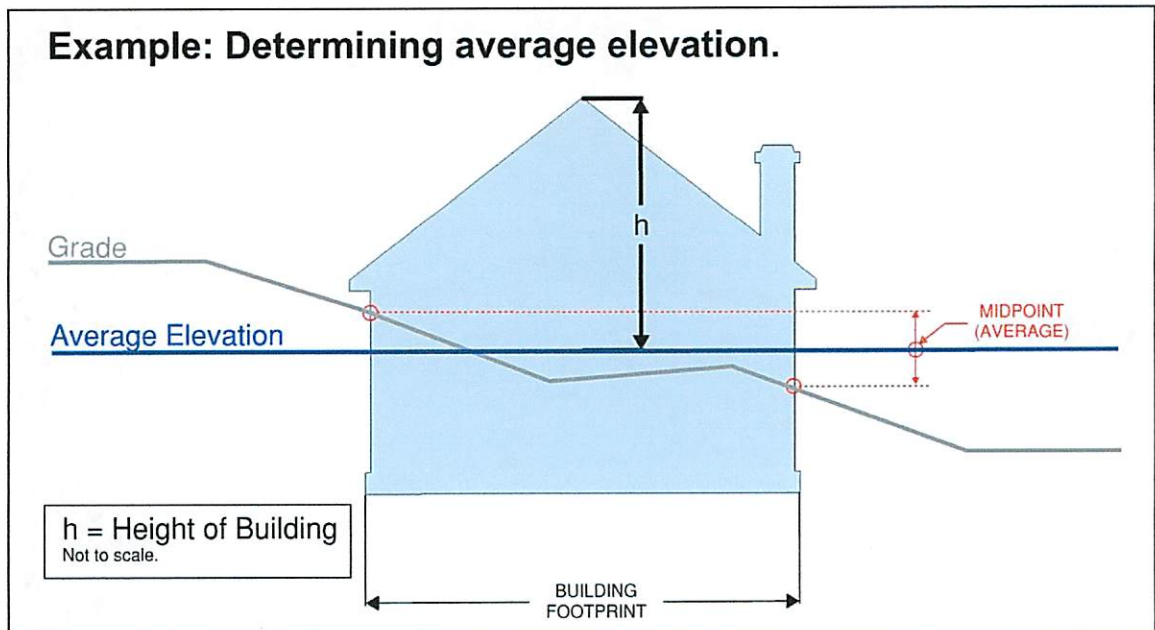 Example: Determining average elevation.
h
Grade
Average Elevation
MIDPOINT
(AVERAGE)
h = Height of Building
Not to scale.
BUILDING
FOOTPRINT